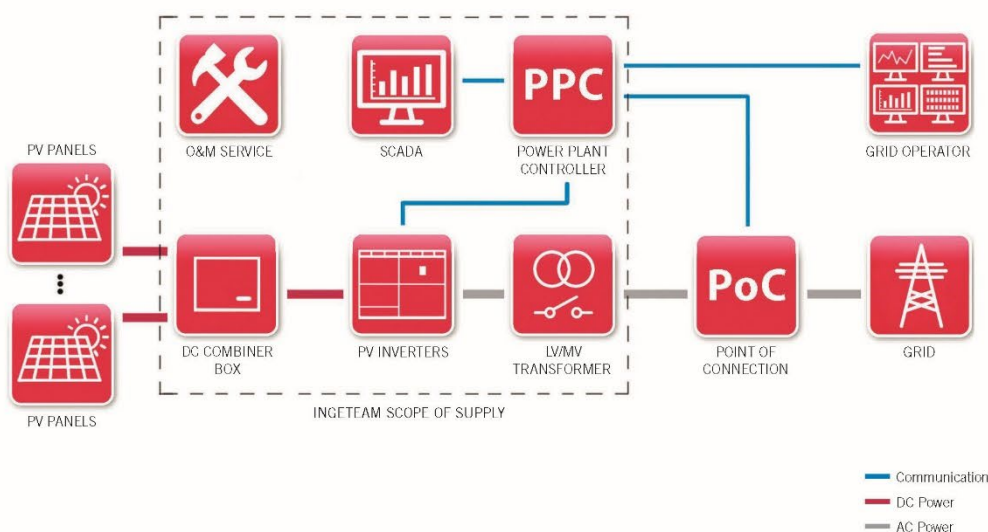 PPC
O&M SERVICE
SCADA
POWER PLANT
CONTROLLER
GRID OPERATOR
PV PANELS
PoC
DC COMBINER
BOX
PV INVERTERS
LV/MV
TRANSFORMER
POINT OF
CONNECTION
GRID
PV PANELS
INGETEAM SCOPE OF SUPPLY
Communication
DC Power
AC Power